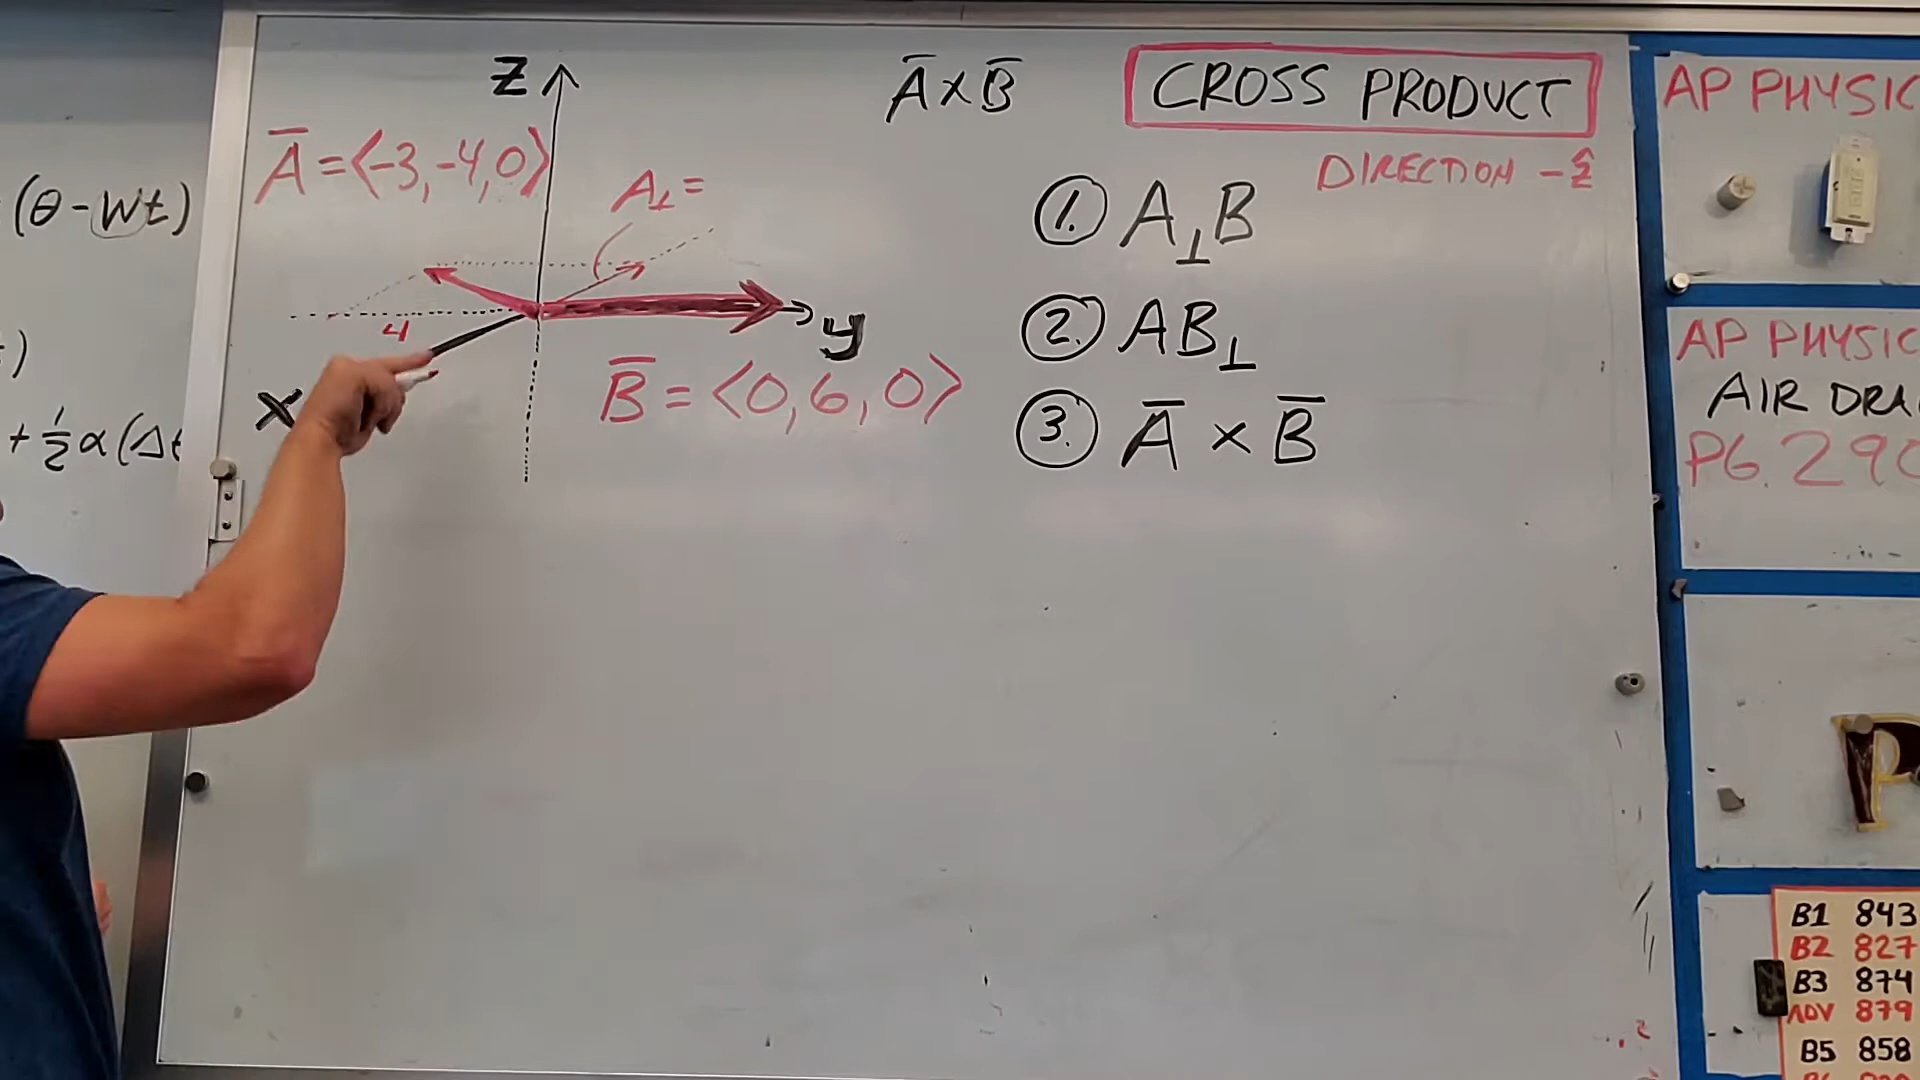 (θ - Wt)
+ ½ α (Δt
Z
A̅ = ⟨-3, -4, 0⟩
A⊥ =
4
y
X
B̅ = ⟨0, 6, 0⟩
A̅ x B̅
CROSS PRODUCT
DIRECTION - ẑ
1. A⊥B
2. AB⊥
3. A̅ x B̅
AP PHYSIC
AP PHYSIC
AIR DRA
PG. 290
P
B1 843
B2 827
B3 874
ADV 879
B5 858